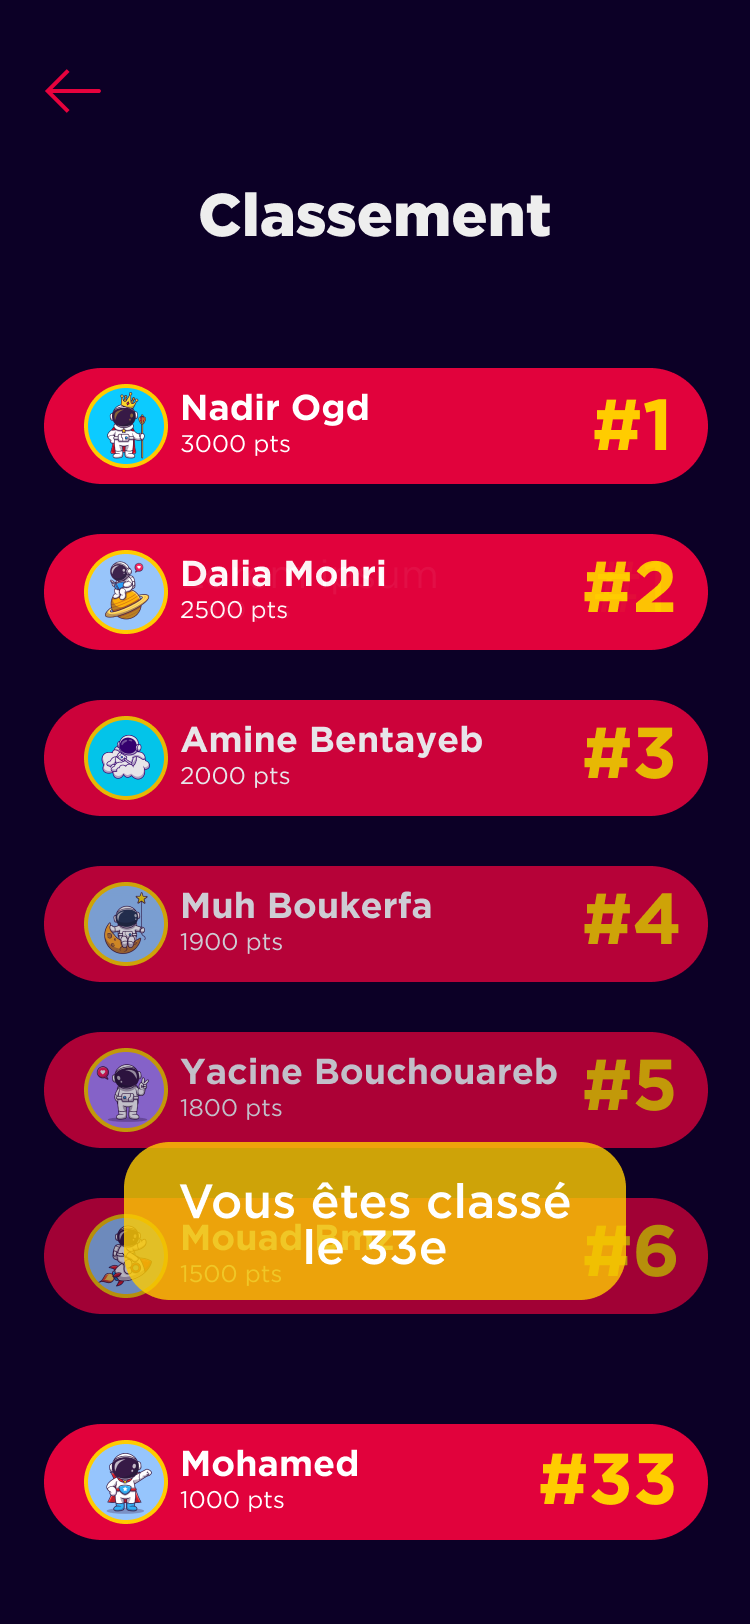 Classement
Nadir Ogd
3000 pts
#1
Dalia Mohri
2500 pts
#2
Amine Bentayeb
2000 pts
#3
Muh Boukerfa
1900 pts
#4
Yacine Bouchouareb
1800 pts
#5
Vous êtes classé
le 33e
Mouad Bmz
1500 pts
#6
Mohamed
1000 pts
#33